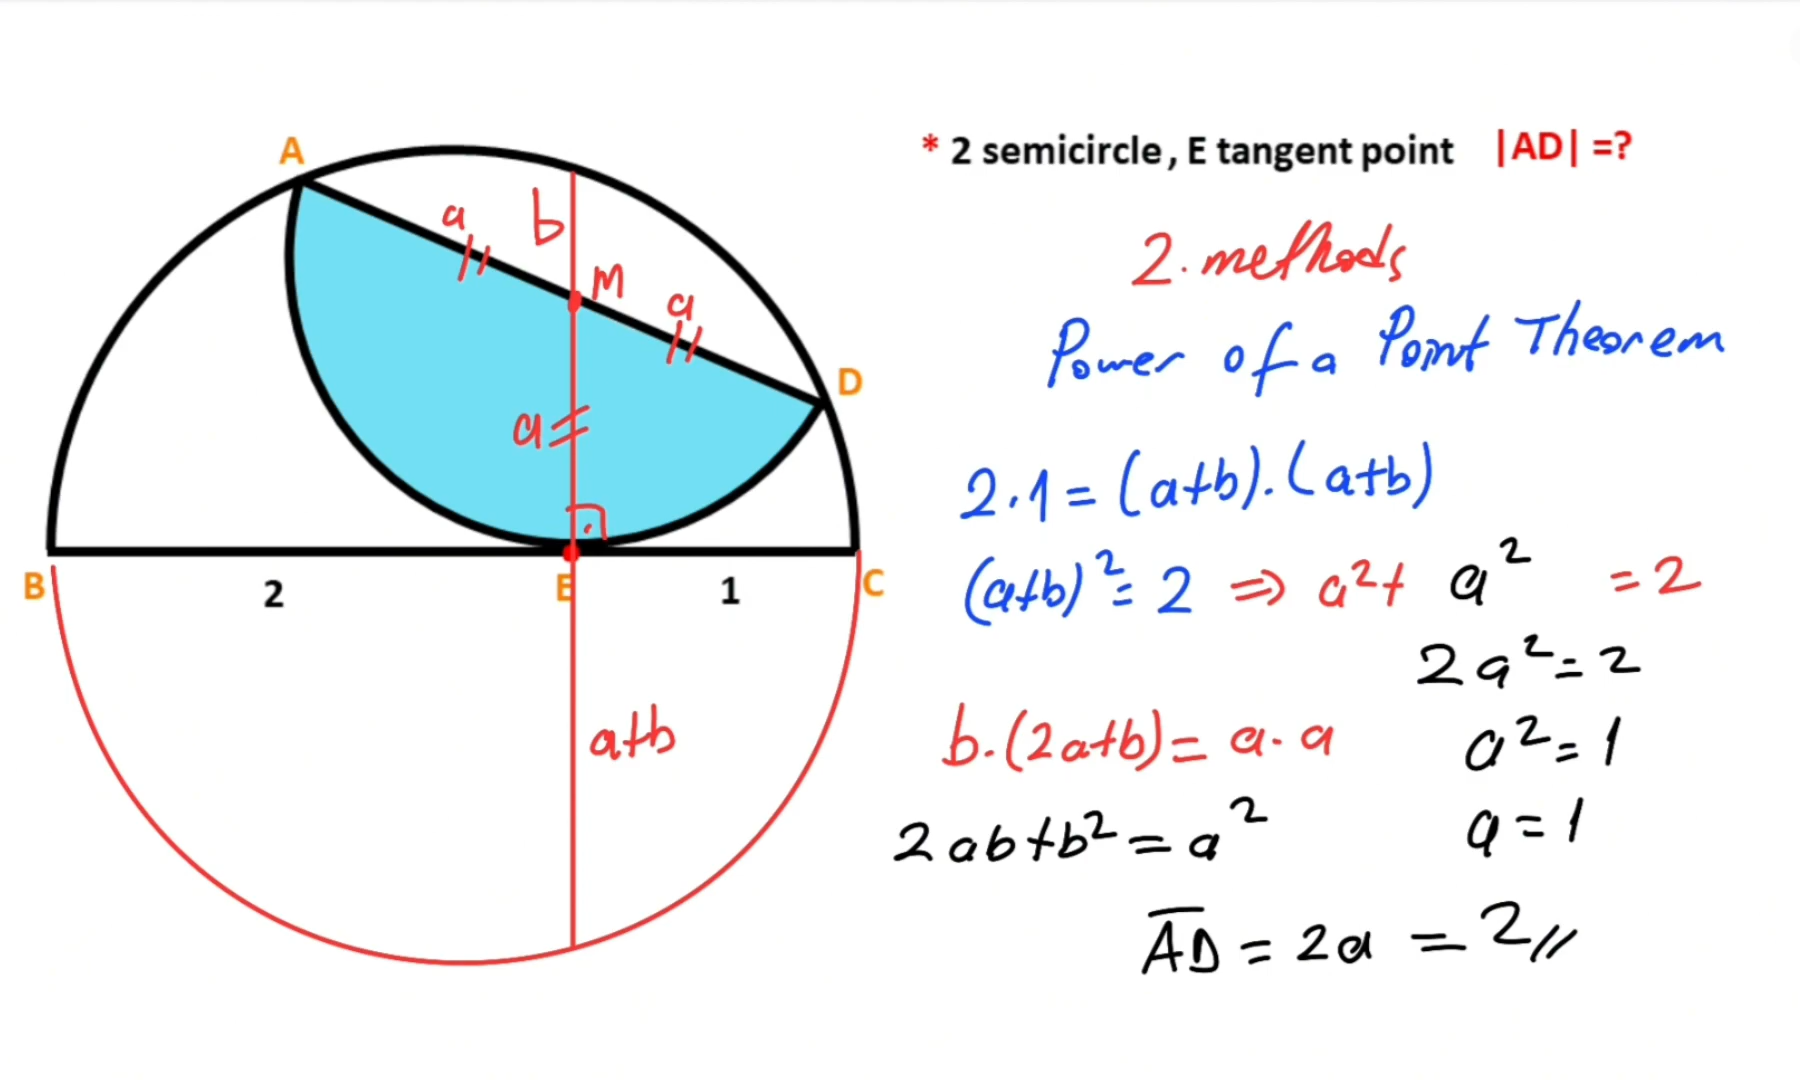 * 2 semicircle, E tangent point |AD| =?
A
a
b
M
a
D
a
B
2
E
1
C
a+b
2. methods
Power of a Point Theorem
2.1 = (a+b).(a+b)
(a+b)² = 2 ⇒ a² + a² = 2
2a² = 2
b.(2a+b) = a.a
a² = 1
2ab+b² = a²
a = 1
AD = 2a = 2//